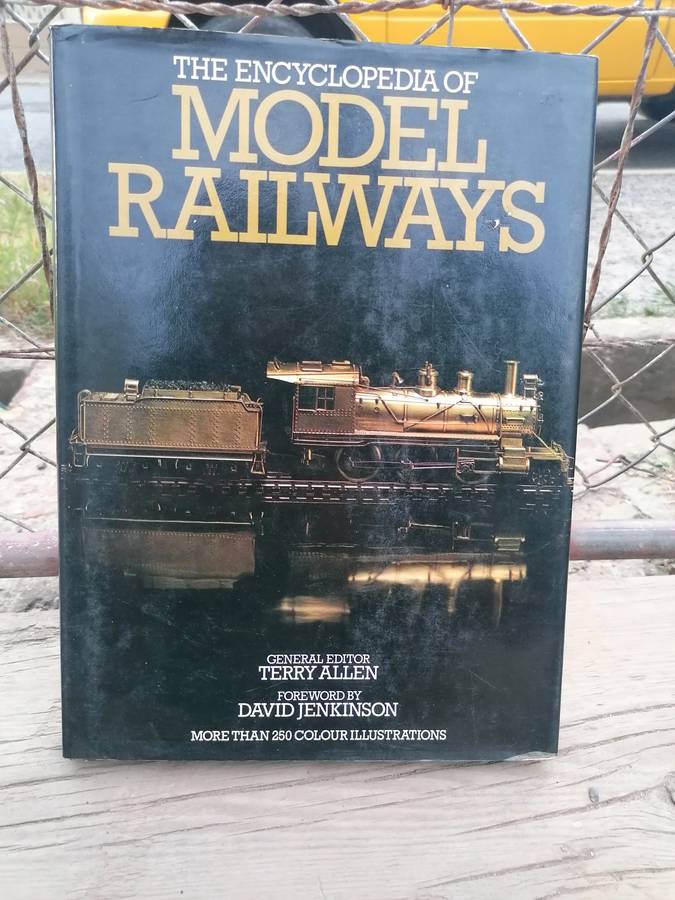 THE ENCYCLOPEDIA OF
MODEL
RAILWAYS
GENERAL EDITOR
TERRY ALLEN
FOREWORD BY
DAVID JENKINSON
MORE THAN 250 COLOUR ILLUSTRATIONS